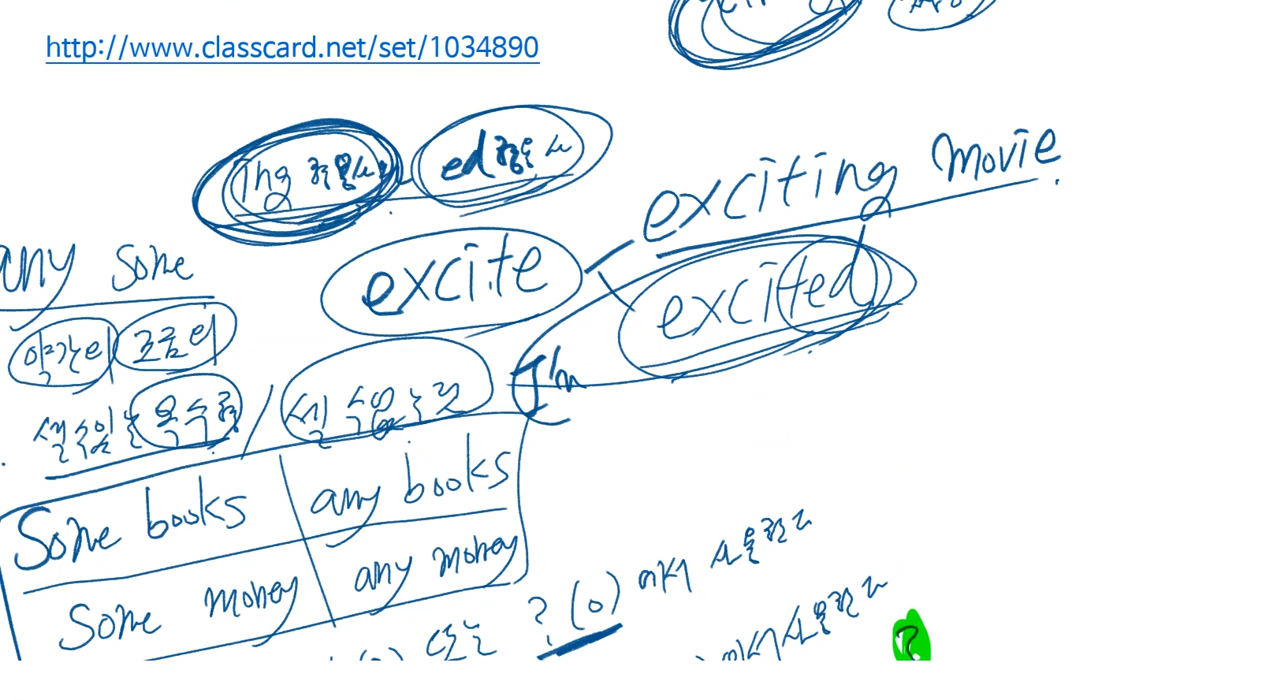 http://www.classcard.net/set/1034890
ing 형용사 ed 형용사
exciting movie
excite
excited
any some
약간의 조금의
I'm
셀수있는 복수형 / 셀 수 없는 것
some books any books
some money any money
또는 ? (o) 에서 사용한다
에서 사용한다
?